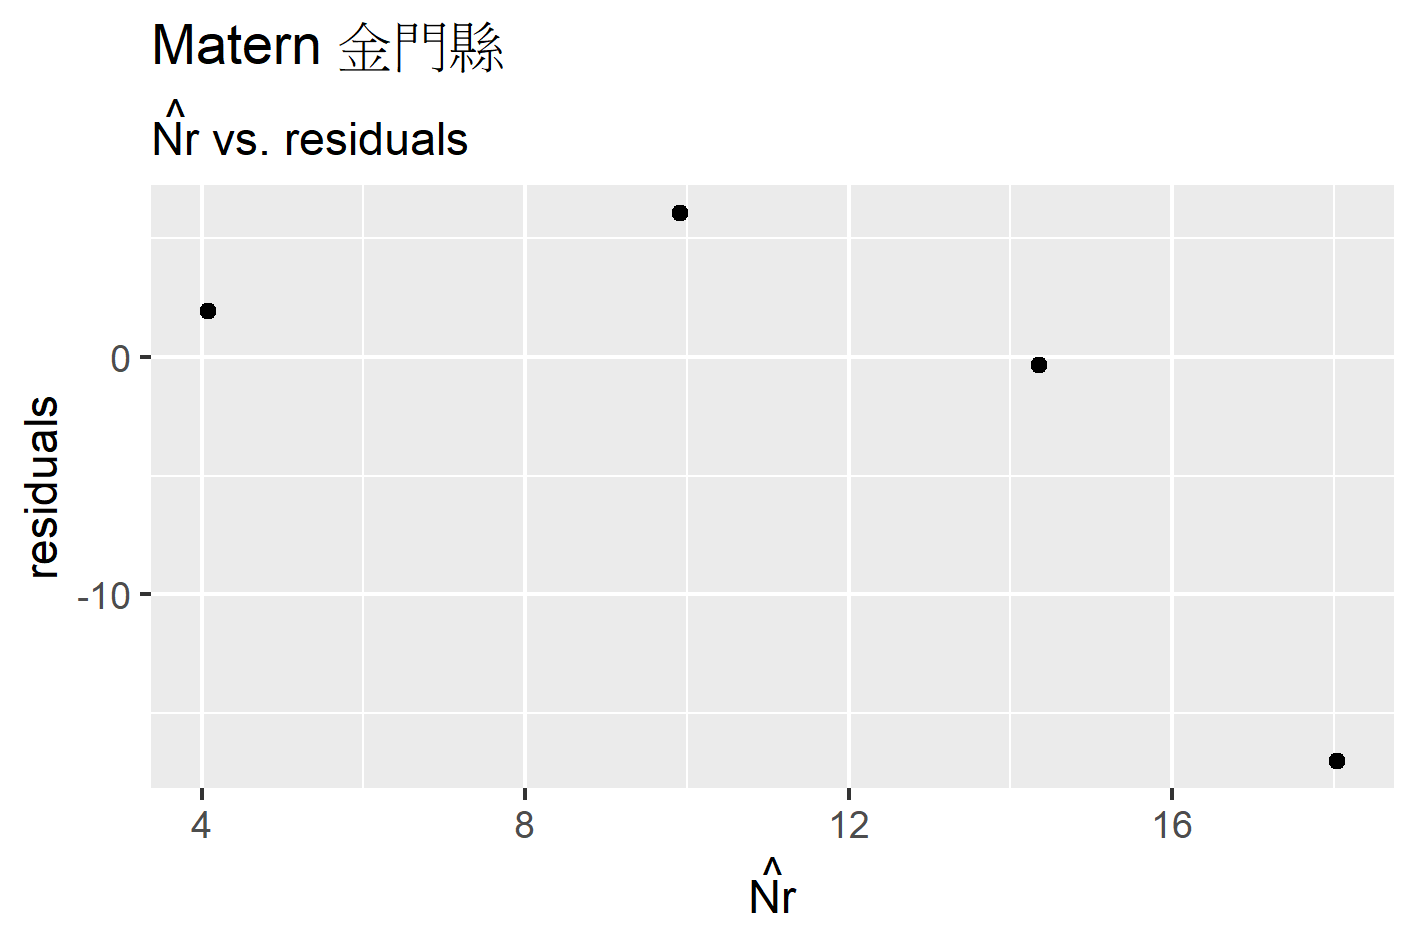 Matern 金門縣
N̂r vs. residuals
residuals
0
-10
4 8 12 16
N̂r